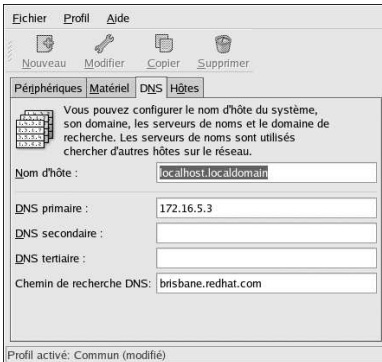 Fichier Profil Aide
Nouveau Modifier Copier Supprimer
Périphériques Matériel DNS Hôtes
Vous pouvez configurer le nom d'hôte du système,
son domaine, les serveurs de noms et le domaine de
recherche. Les serveurs de noms sont utilisés
chercher d'autres hôtes sur le réseau.
Nom d'hôte : localhost.localdomain
DNS primaire : 172.16.5.3
DNS secondaire :
DNS tertiaire :
Chemin de recherche DNS: brisbane.redhat.com
Profil activé: Commun (modifié)